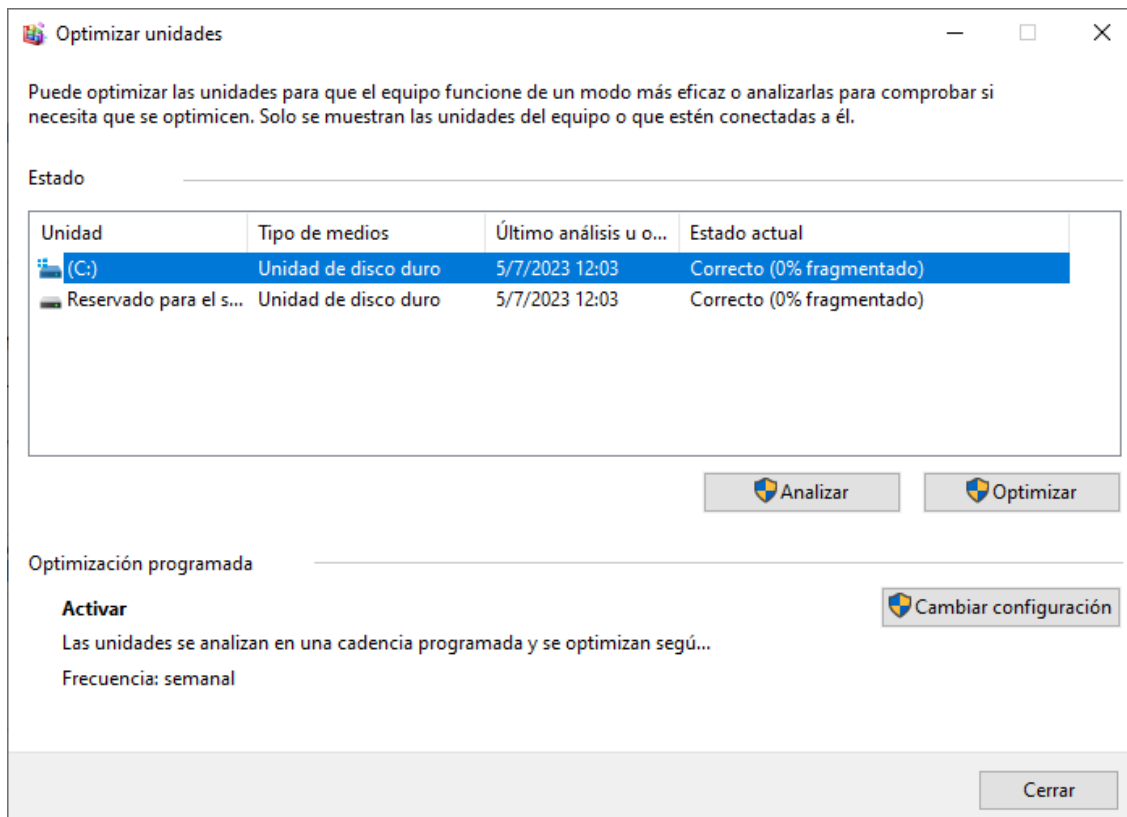 Optimizar unidades
Puede optimizar las unidades para que el equipo funcione de un modo más eficaz o analizarlas para comprobar si
necesita que se optimicen. Solo se muestran las unidades del equipo o que estén conectadas a él.
Estado
Unidad Tipo de medios Último análisis u o... Estado actual
(C:) Unidad de disco duro 5/7/2023 12:03 Correcto (0% fragmentado)
Reservado para el s... Unidad de disco duro 5/7/2023 12:03 Correcto (0% fragmentado)
Analizar Optimizar
Optimización programada
Activar Cambiar configuración
Las unidades se analizan en una cadencia programada y se optimizan segú...
Frecuencia: semanal
Cerrar